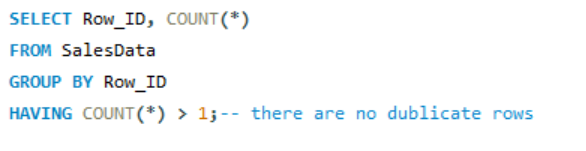 SELECT Row_ID, COUNT(*)
FROM SalesData
GROUP BY Row_ID
HAVING COUNT(*) > 1;-- there are no dublicate rows